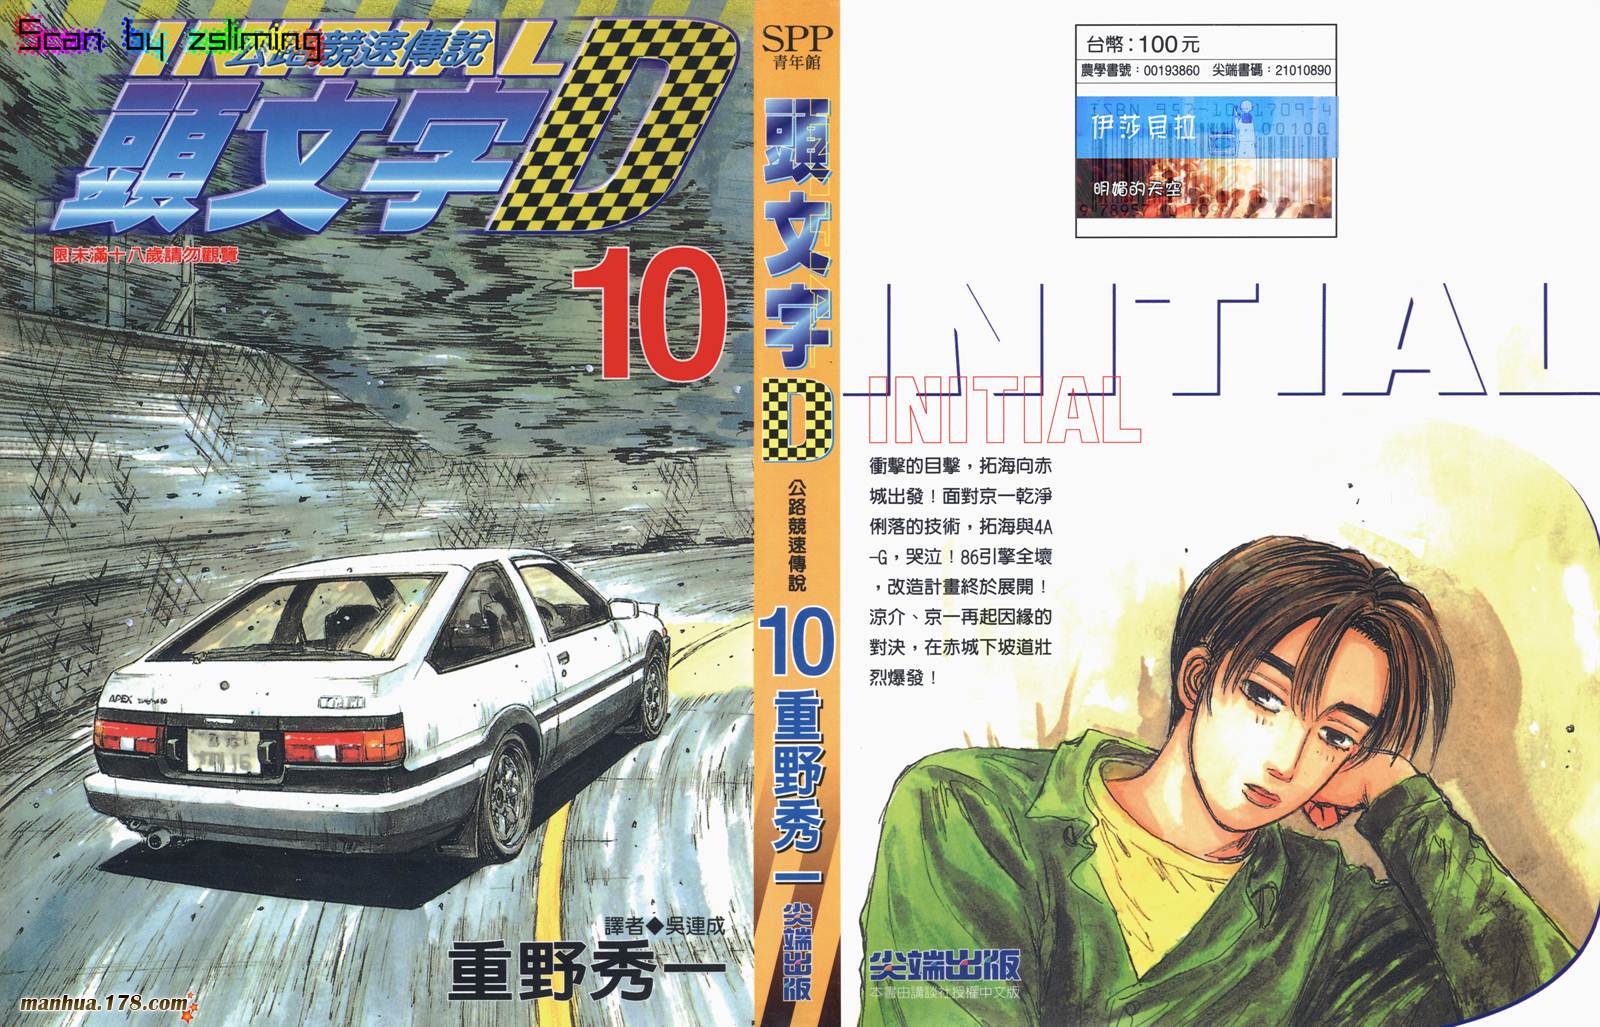 Scan by zsliming
INITIAL D
公路競速傳說
頭文字
限未滿十八歲請勿觀覽
10
APEX
譯者◆吳連成
重野秀一
manhua.178.com
SPP
青年館
頭文字D
公路競速傳說
10
重野秀一
尖端出版
台幣：100元
農學書號：00193860 尖端書碼：21010890
伊莎貝拉
明媚的天空
INITIAL
INITIAL
衝擊的目擊，拓海向赤
城出發！面對京一乾淨
俐落的技術，拓海與4A
-G，哭泣！86引擎全壞
，改造計畫終於展開！
涼介、京一再起因緣的
對決，在赤城下坡道壯
烈爆發！
尖端出版
本書由講談社授權中文版